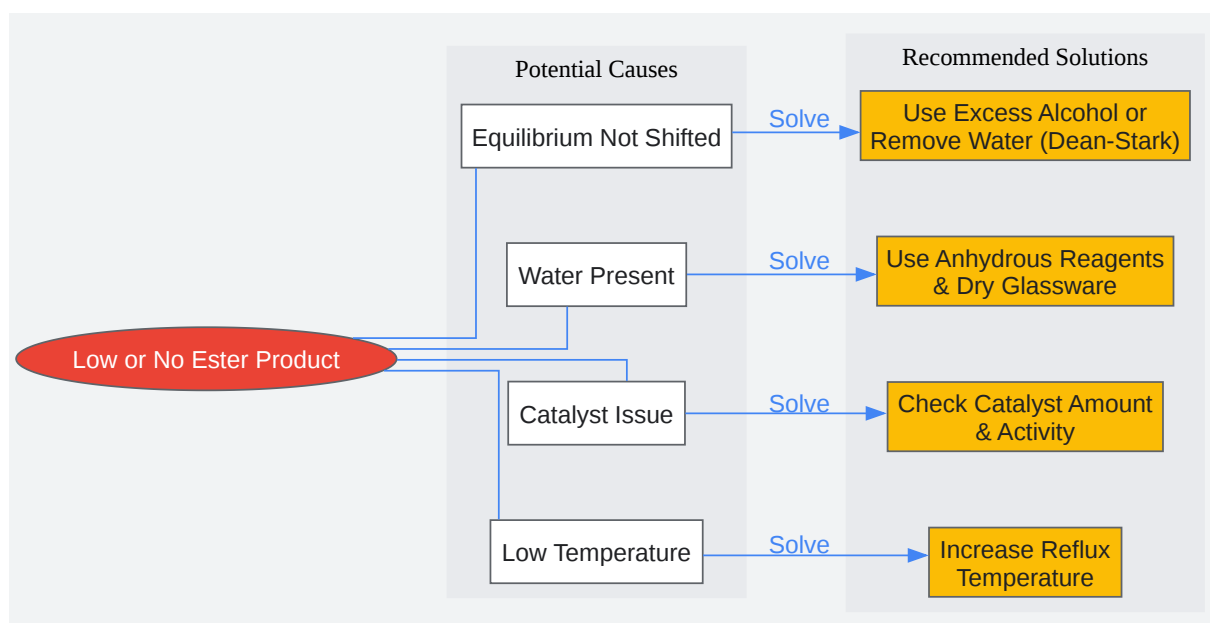 Potential Causes
Recommended Solutions
Equilibrium Not Shifted
Solve
Use Excess Alcohol or
Remove Water (Dean-Stark)
Water Present
Solve
Use Anhydrous Reagents
& Dry Glassware
Low or No Ester Product
Catalyst Issue
Solve
Check Catalyst Amount
& Activity
Low Temperature
Solve
Increase Reflux
Temperature